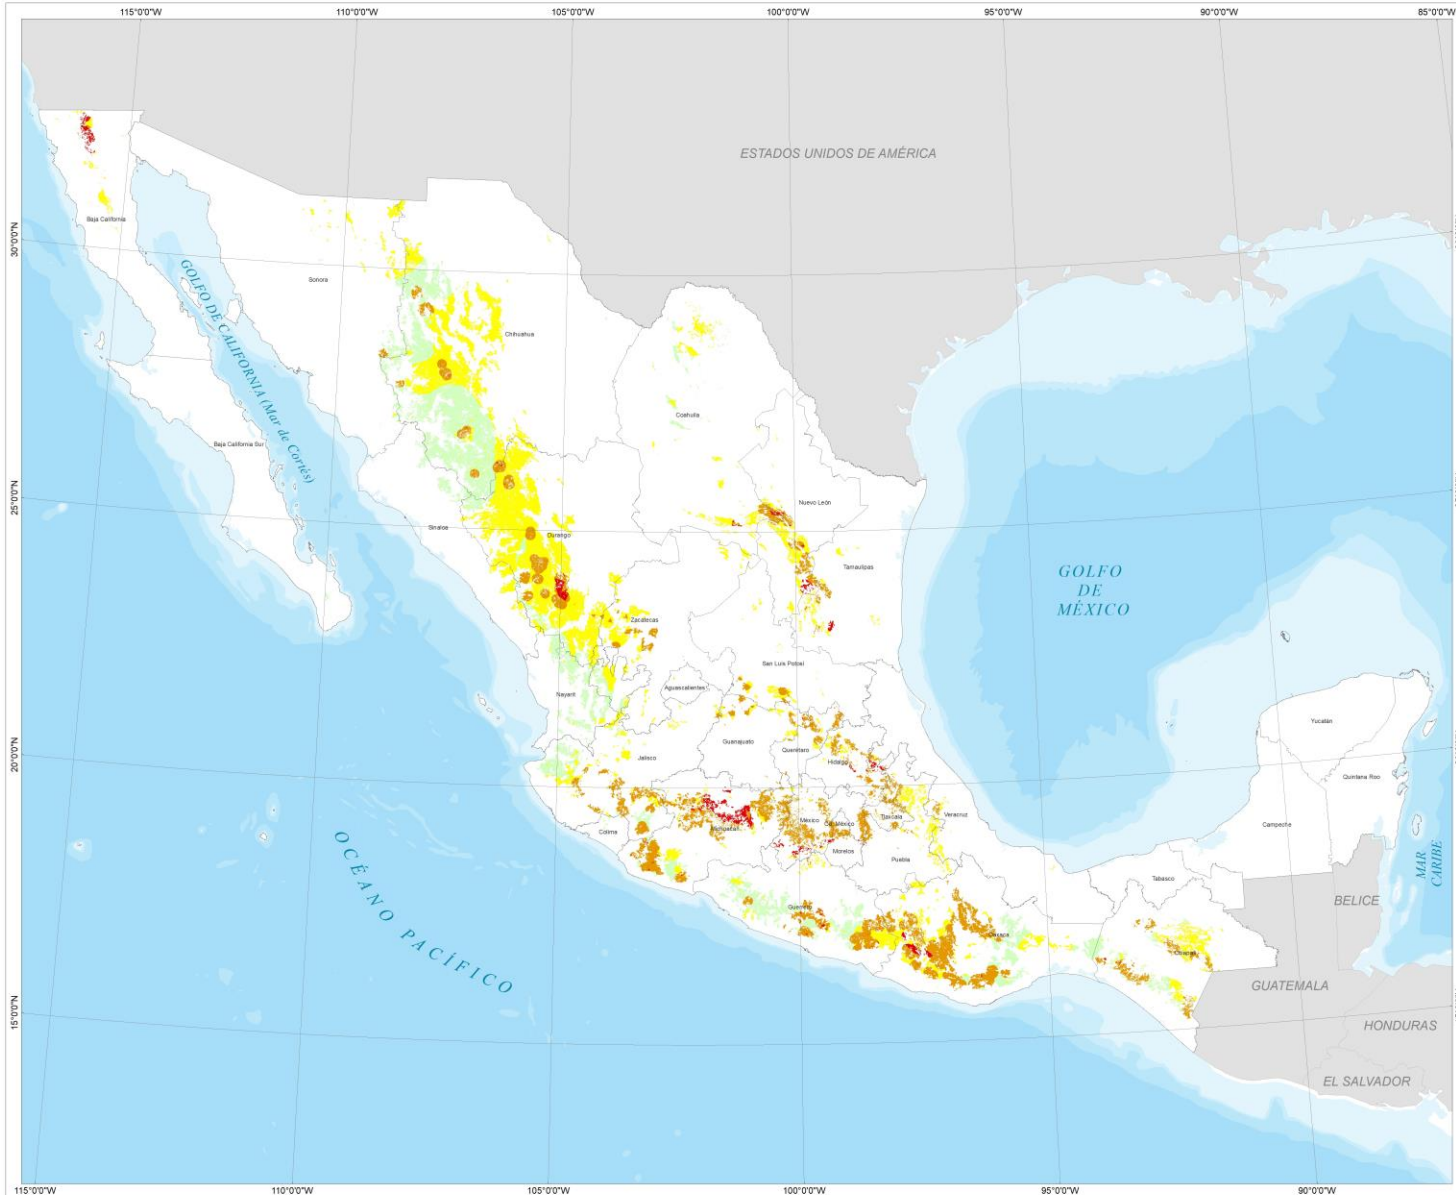 115°0'0"W
110°0'0"W
105°0'0"W
100°0'0"W
95°0'0"W
90°0'0"W
85°0'0"W
ESTADOS UNIDOS DE AMÉRICA
30°0'0"N
Baja California
Sonora
GOLFO DE CALIFORNIA (Mar de Cortés)
Chihuahua
Coahuila
Baja California Sur
25°0'0"N
Nuevo León
Sinaloa
Durango
Tamaulipas
GOLFO
DE
MÉXICO
Zacatecas
San Luis Potosí
Nayarit
Aguascalientes
Yucatán
20°0'0"N
Guanajuato
Querétaro
Jalisco
Hidalgo
Quintana Roo
Colima
Michoacán
México
Cd. México
Tlaxcala
Veracruz
Campeche
Morelos
Puebla
MAR
CARIBE
Tabasco
OCÉANO PACÍFICO
Guerrero
BELICE
Oaxaca
Chiapas
15°0'0"N
GUATEMALA
HONDURAS
EL SALVADOR
115°0'0"W
110°0'0"W
105°0'0"W
100°0'0"W
95°0'0"W
90°0'0"W